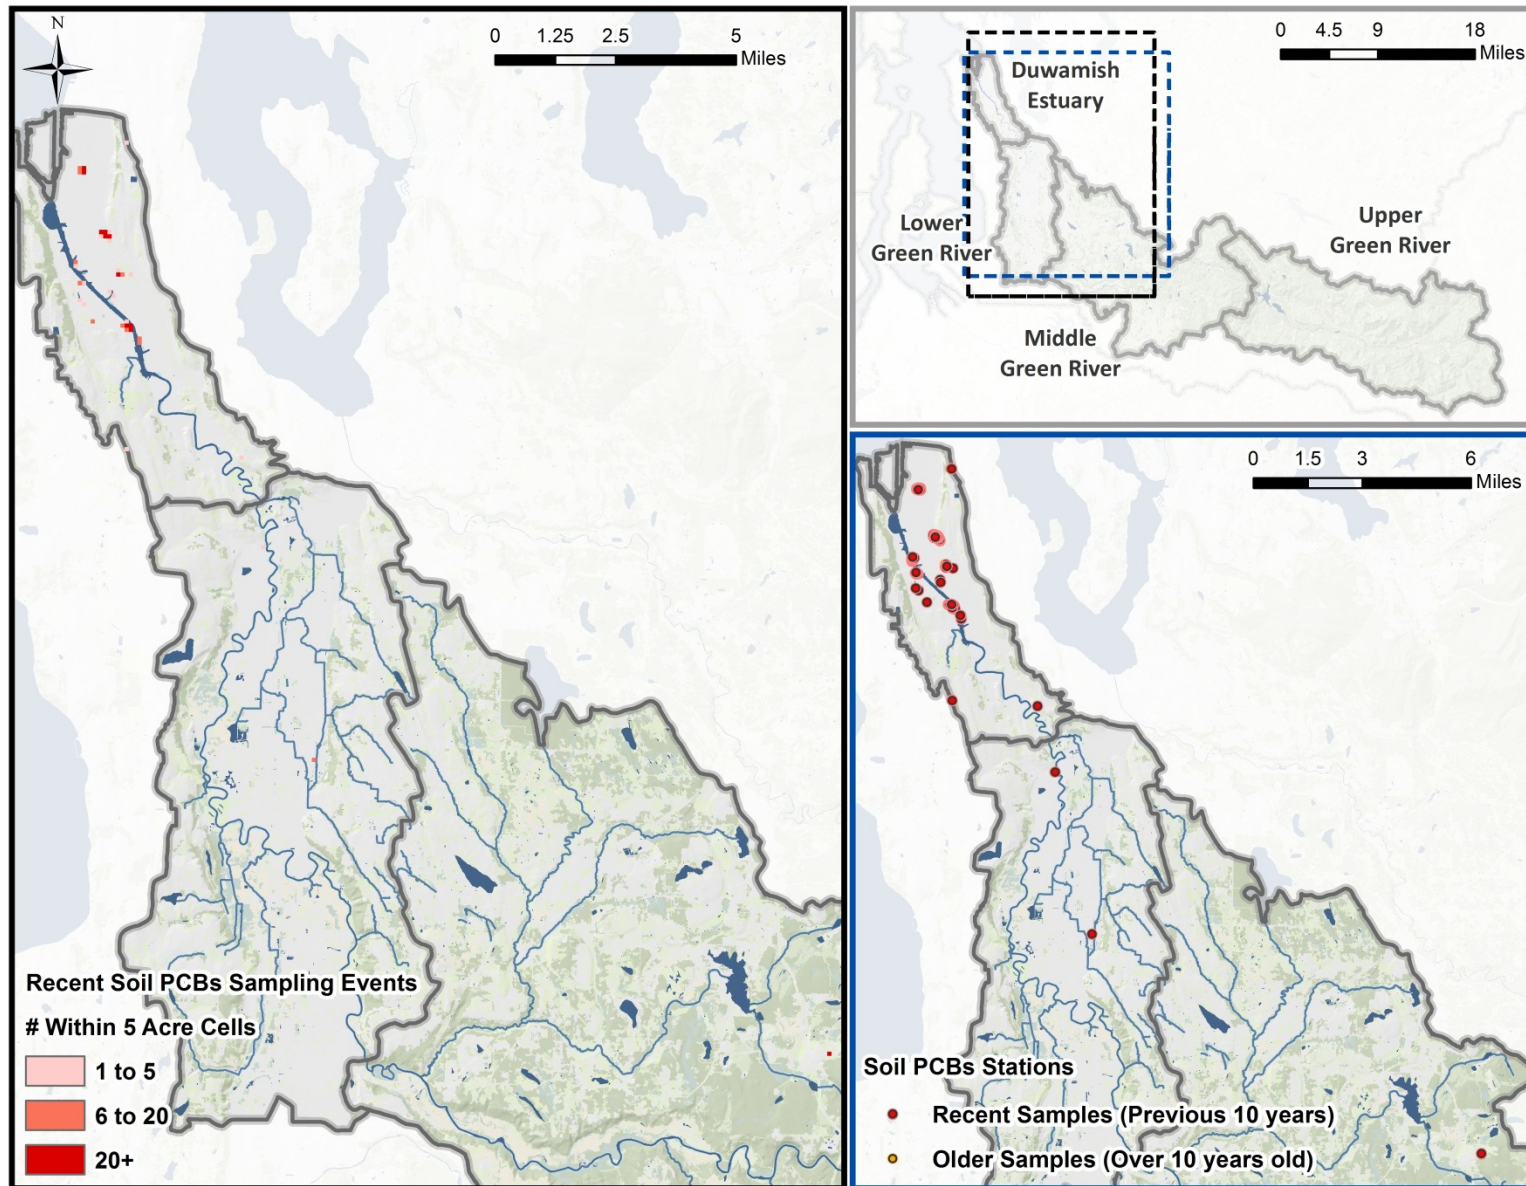 N
0 1.25 2.5 5
Miles
Recent Soil PCBs Sampling Events
# Within 5 Acre Cells
1 to 5
6 to 20
20+
0 4.5 9 18
Miles
Duwamish
Estuary
Lower
Green River
Upper
Green River
Middle
Green River
0 1.5 3 6
Miles
Soil PCBs Stations
Recent Samples (Previous 10 years)
Older Samples (Over 10 years old)